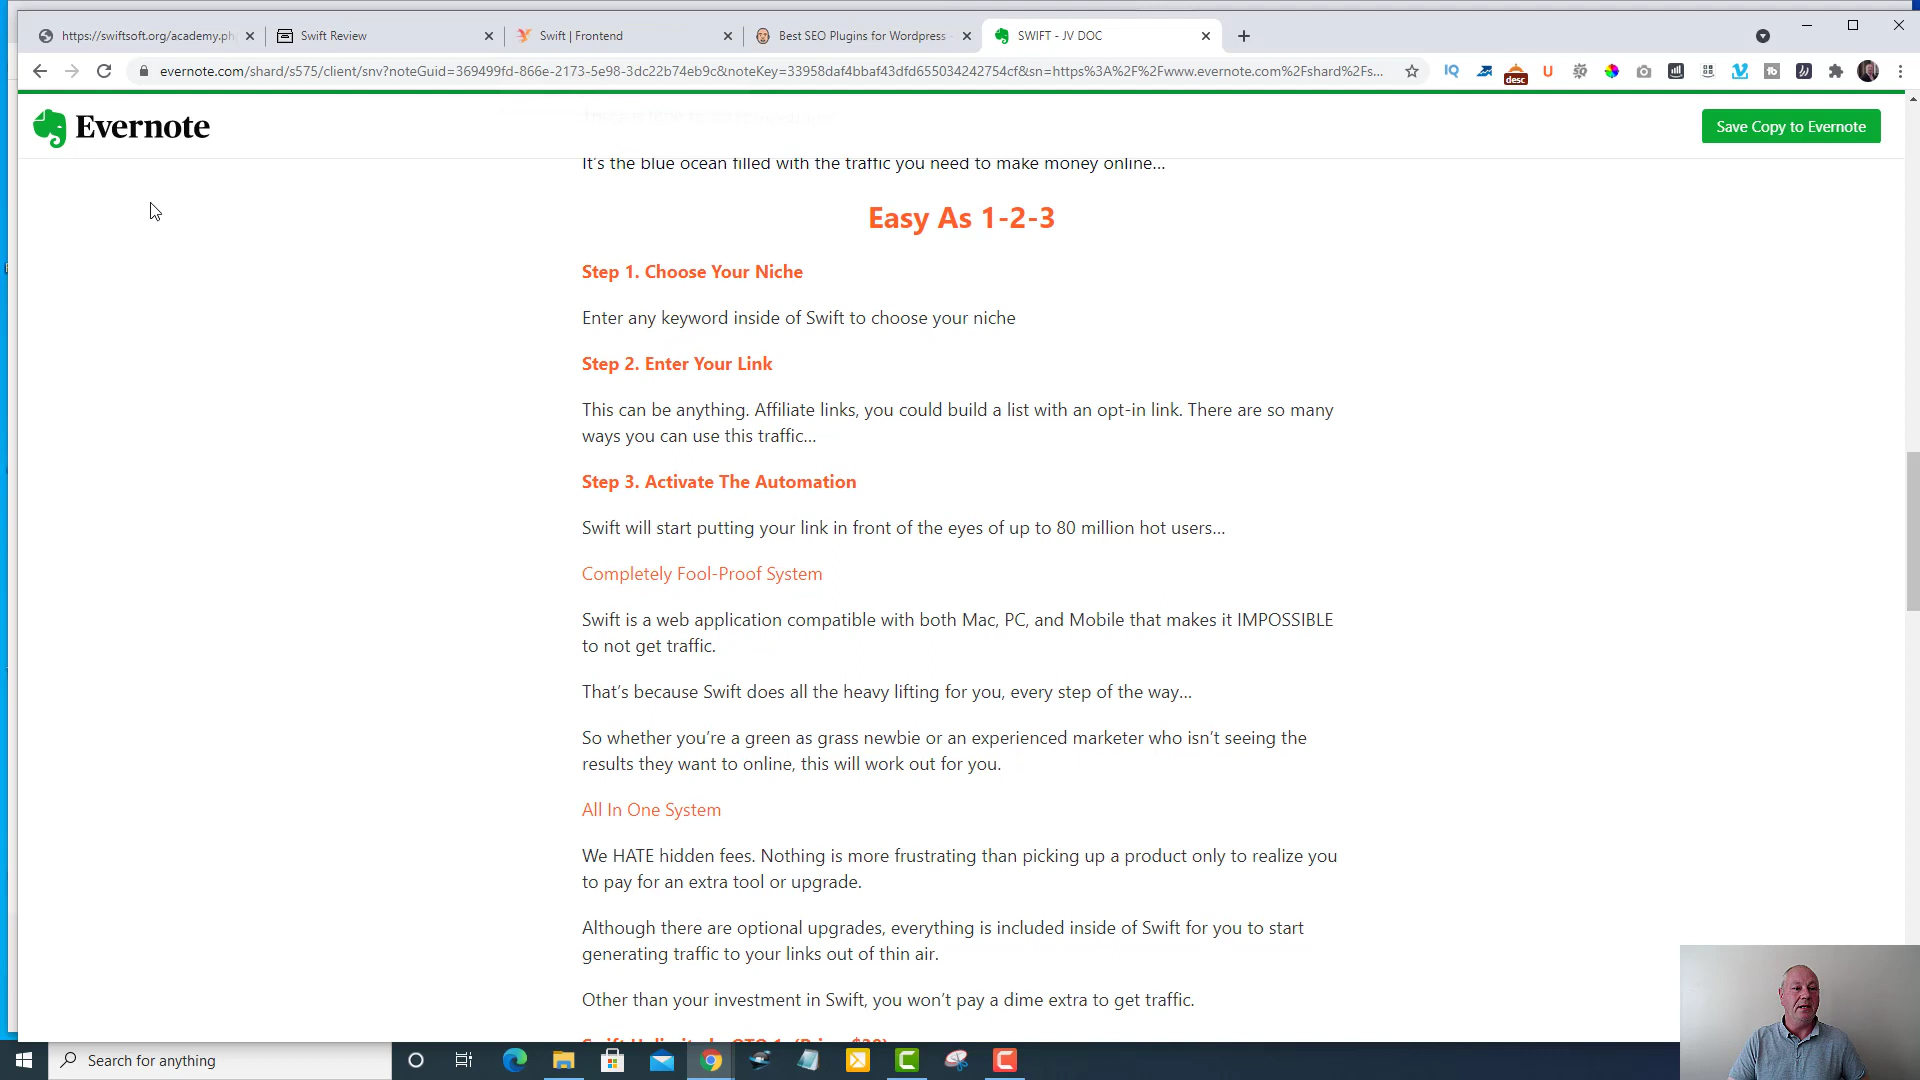 https://swiftsoft.org/academy.ph
Swift Review
Swift | Frontend
Best SEO Plugins for Wordpress
SWIFT - JV DOC
evernote.com/shard/s575/client/snv?noteGuid=369499fd-866e-2173-5e98-3dc22b74eb9c&noteKey=33958daf4bbaf43dfd655034242754cf&sn=https%3A%2F%2Fwww.evernote.com%2Fshard%2Fs...
IQ
desc
U
Evernote
Save Copy to Evernote
It's the blue ocean filled with the traffic you need to make money online...
Easy As 1-2-3
Step 1. Choose Your Niche
Enter any keyword inside of Swift to choose your niche
Step 2. Enter Your Link
This can be anything. Affiliate links, you could build a list with an opt-in link. There are so many
ways you can use this traffic...
Step 3. Activate The Automation
Swift will start putting your link in front of the eyes of up to 80 million hot users...
Completely Fool-Proof System
Swift is a web application compatible with both Mac, PC, and Mobile that makes it IMPOSSIBLE
to not get traffic.
That's because Swift does all the heavy lifting for you, every step of the way...
So whether you're a green as grass newbie or an experienced marketer who isn't seeing the
results they want to online, this will work out for you.
All In One System
We HATE hidden fees. Nothing is more frustrating than picking up a product only to realize you
to pay for an extra tool or upgrade.
Although there are optional upgrades, everything is included inside of Swift for you to start
generating traffic to your links out of thin air.
Other than your investment in Swift, you won't pay a dime extra to get traffic.
Search for anything